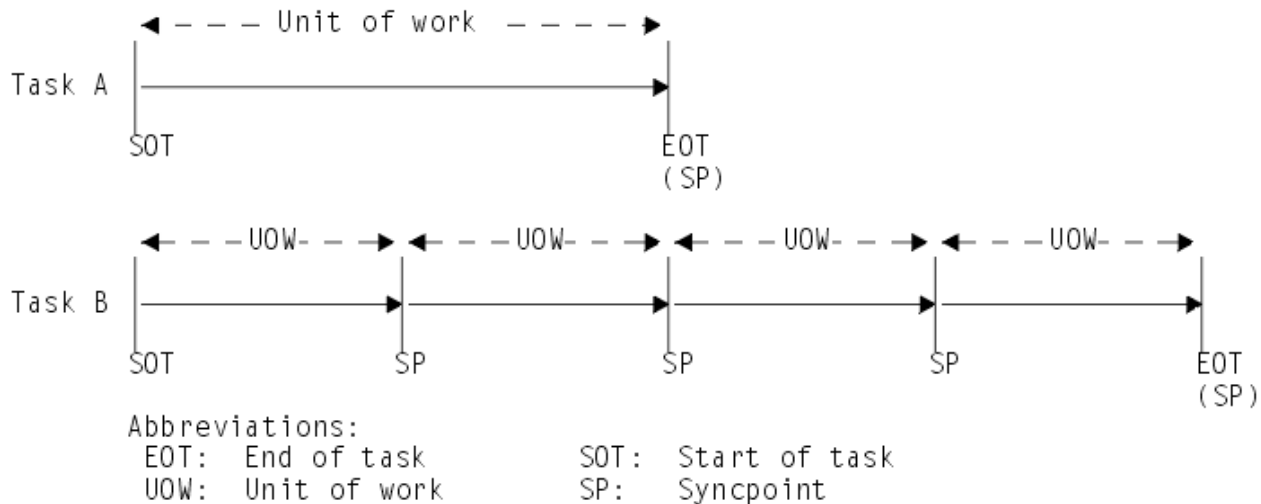 Unit of work
Task A
SOT EOT
(SP)
UOW UOW UOW UOW
Task B
SOT SP SP SP EOT
(SP)
Abbreviations:
EOT: End of task SOT: Start of task
UOW: Unit of work SP: Syncpoint